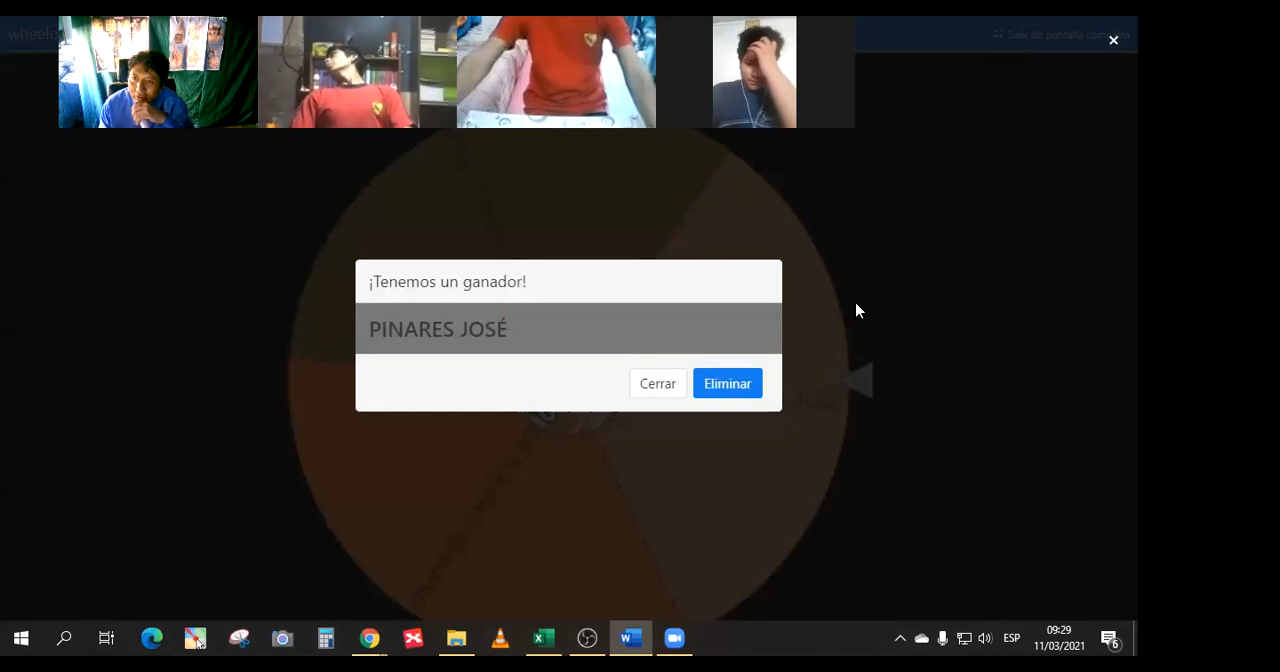 wheelo
Salir de pantalla completa
¡Tenemos un ganador!
PINARES JOSÉ
Cerrar
Eliminar
ESP
09:29
11/03/2021
6